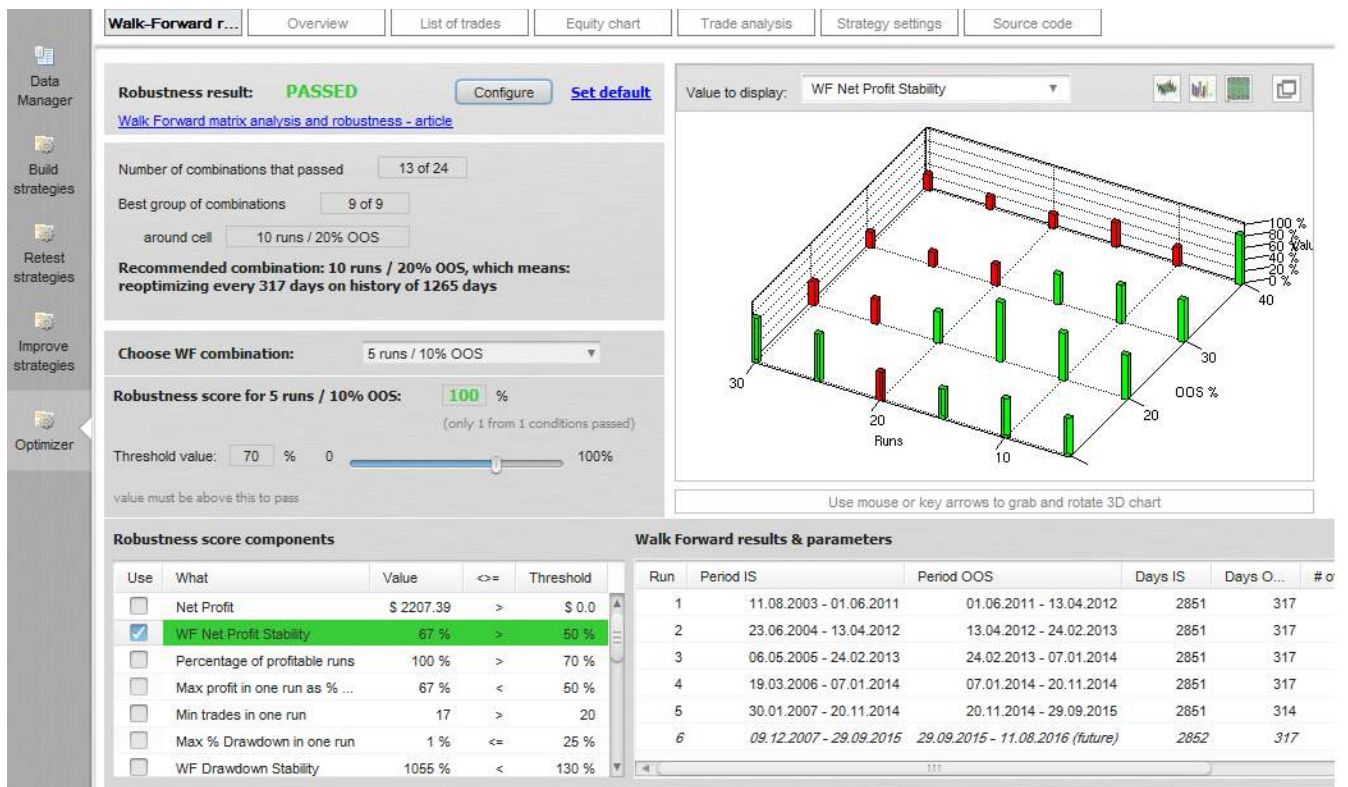 Walk-Forward r...
Overview
List of trades
Equity chart
Trade analysis
Strategy settings
Source code
Data
Manager
Build
strategies
Retest
strategies
Improve
strategies
Optimizer
Robustness result: PASSED Configure Set default
Walk Forward matrix analysis and robustness - article
Number of combinations that passed 13 of 24
Best group of combinations 9 of 9
around cell 10 runs / 20% OOS
Recommended combination: 10 runs / 20% OOS, which means:
reoptimizing every 317 days on history of 1265 days
Choose WF combination: 5 runs / 10% OOS
Robustness score for 5 runs / 10% OOS: 100 %
(only 1 from 1 conditions passed)
Threshold value: 70 % 0 100%
value must be above this to pass
Value to display: WF Net Profit Stability
100 %
80 %
60 % Valu
40 %
20 %
0 %
40
30
OOS %
20
30
20
Runs
10
Use mouse or key arrows to grab and rotate 3D chart
Robustness score components
Use What Value <>= Threshold
Net Profit $ 2207.39 > $ 0.0
WF Net Profit Stability 67 % > 50 %
Percentage of profitable runs 100 % > 70 %
Max profit in one run as % ... 67 % < 50 %
Min trades in one run 17 > 20
Max % Drawdown in one run 1 % <= 25 %
WF Drawdown Stability 1055 % < 130 %
Walk Forward results & parameters
Run Period IS Period OOS Days IS Days O... # o
1 11.08.2003 - 01.06.2011 01.06.2011 - 13.04.2012 2851 317
2 23.06.2004 - 13.04.2012 13.04.2012 - 24.02.2013 2851 317
3 06.05.2005 - 24.02.2013 24.02.2013 - 07.01.2014 2851 317
4 19.03.2006 - 07.01.2014 07.01.2014 - 20.11.2014 2851 317
5 30.01.2007 - 20.11.2014 20.11.2014 - 29.09.2015 2851 314
6 09.12.2007 - 29.09.2015 29.09.2015 - 11.08.2016 (future) 2852 317